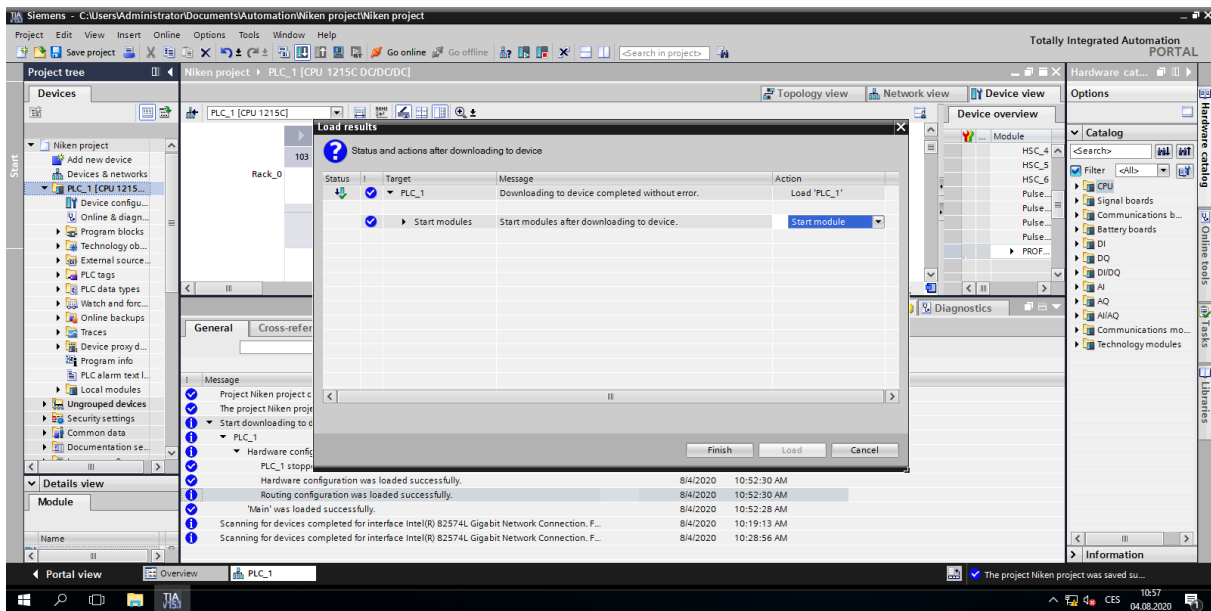 Siemens - C:\Users\Administrator\Documents\Automation\Niken project\Niken project
Project Edit View Insert Online Options Tools Window Help
Totally Integrated Automation
PORTAL
Save project Go online Go offline <Search in project>
Project tree
Niken project PLC_1 [CPU 1215C DC/DC/DC]
Hardware cat...
Devices
Topology view Network view Device view
Options
PLC_1 [CPU 1215C]
Device overview
Start
Niken project
Add new device
Devices & networks
PLC_1 [CPU 1215...
Device configu...
Online & diagn...
Program blocks
Technology ob...
External source...
PLC tags
PLC data types
Watch and forc...
Online backups
Traces
Device proxy d...
Program info
PLC alarm text l...
Local modules
Ungrouped devices
Security settings
Common data
Documentation se...
Details view
Module
Name
103
Rack_0
Load results
Status and actions after downloading to device
Status ! Target Message Action
PLC_1 Downloading to device completed without error. Load 'PLC_1'
Start modules Start modules after downloading to device. Start module
Finish Load Cancel
... Module
HSC_4
HSC_5
HSC_6
Pulse...
Pulse...
Pulse...
Pulse...
PROF...
Diagnostics
General Cross-refer
! Message
Project Niken project c
The project Niken proje
Start downloading to d
PLC_1
Hardware config
PLC_1 stopp
Hardware configuration was loaded successfully. 8/4/2020 10:52:30 AM
Routing configuration was loaded successfully. 8/4/2020 10:52:30 AM
'Main' was loaded successfully. 8/4/2020 10:52:28 AM
Scanning for devices completed for interface Intel(R) 82574L Gigabit Network Connection. F... 8/4/2020 10:19:13 AM
Scanning for devices completed for interface Intel(R) 82574L Gigabit Network Connection. F... 8/4/2020 10:28:56 AM
Catalog
<Search>
Filter <All>
CPU
Signal boards
Communications b...
Battery boards
DI
DQ
DI/DQ
AI
AQ
AI/AQ
Communications mo...
Technology modules
Information
Hardware catalog
Online tools
Tasks
Libraries
Portal view Overview PLC_1
The project Niken project was saved su...
TIA
V15.1
CES
10:57
04.08.2020